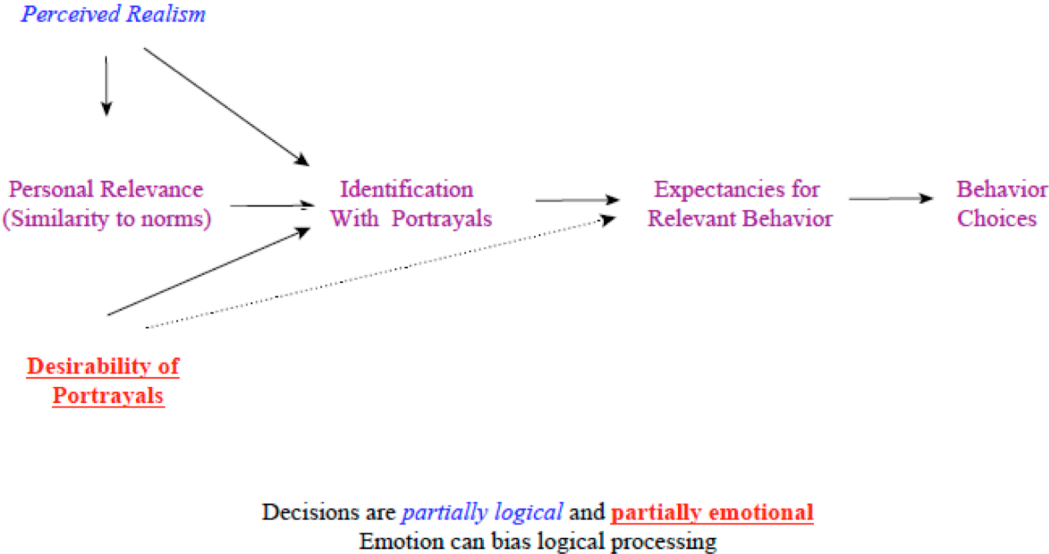 Perceived Realism
Personal Relevance
(Similarity to norms)
Identification
With Portrayals
Expectancies for
Relevant Behavior
Behavior
Choices
Desirability of
Portrayals
Decisions are partially logical and partially emotional
Emotion can bias logical processing